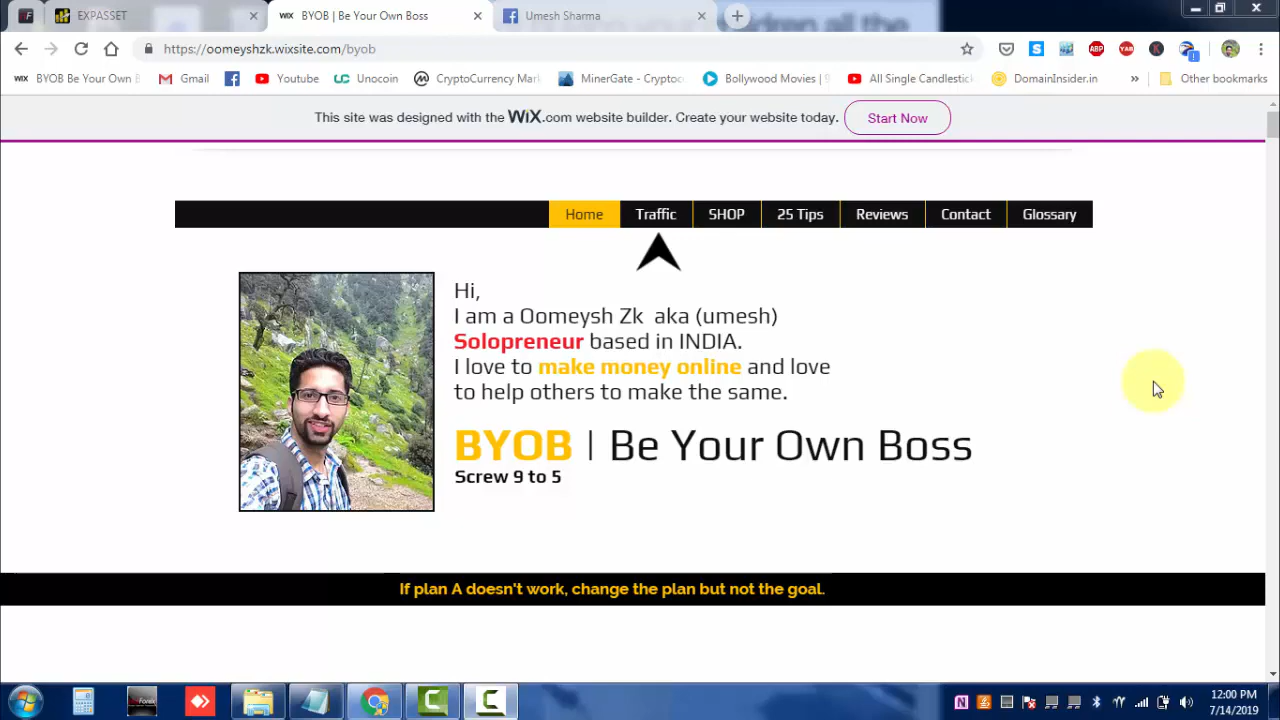 EXPASSET
WIX BYOB | Be Your Own Boss
Umesh Sharma
https://oomeyshzk.wixsite.com/byob
WIX BYOB Be Your Own B
Gmail
Youtube
Unocoin
CryptoCurrency Mark
MinerGate - Cryptoc
Bollywood Movies | 9
All Single Candlestick
DomainInsider.in
Other bookmarks
This site was designed with the WiX.com website builder. Create your website today.
Start Now
Home
Traffic
SHOP
25 Tips
Reviews
Contact
Glossary
Hi,
I am a Oomeysh Zk aka (umesh)
Solopreneur based in INDIA.
I love to make money online and love
to help others to make the same.
BYOB | Be Your Own Boss
Screw 9 to 5
If plan A doesn't work, change the plan but not the goal.
12:00 PM
7/14/2019